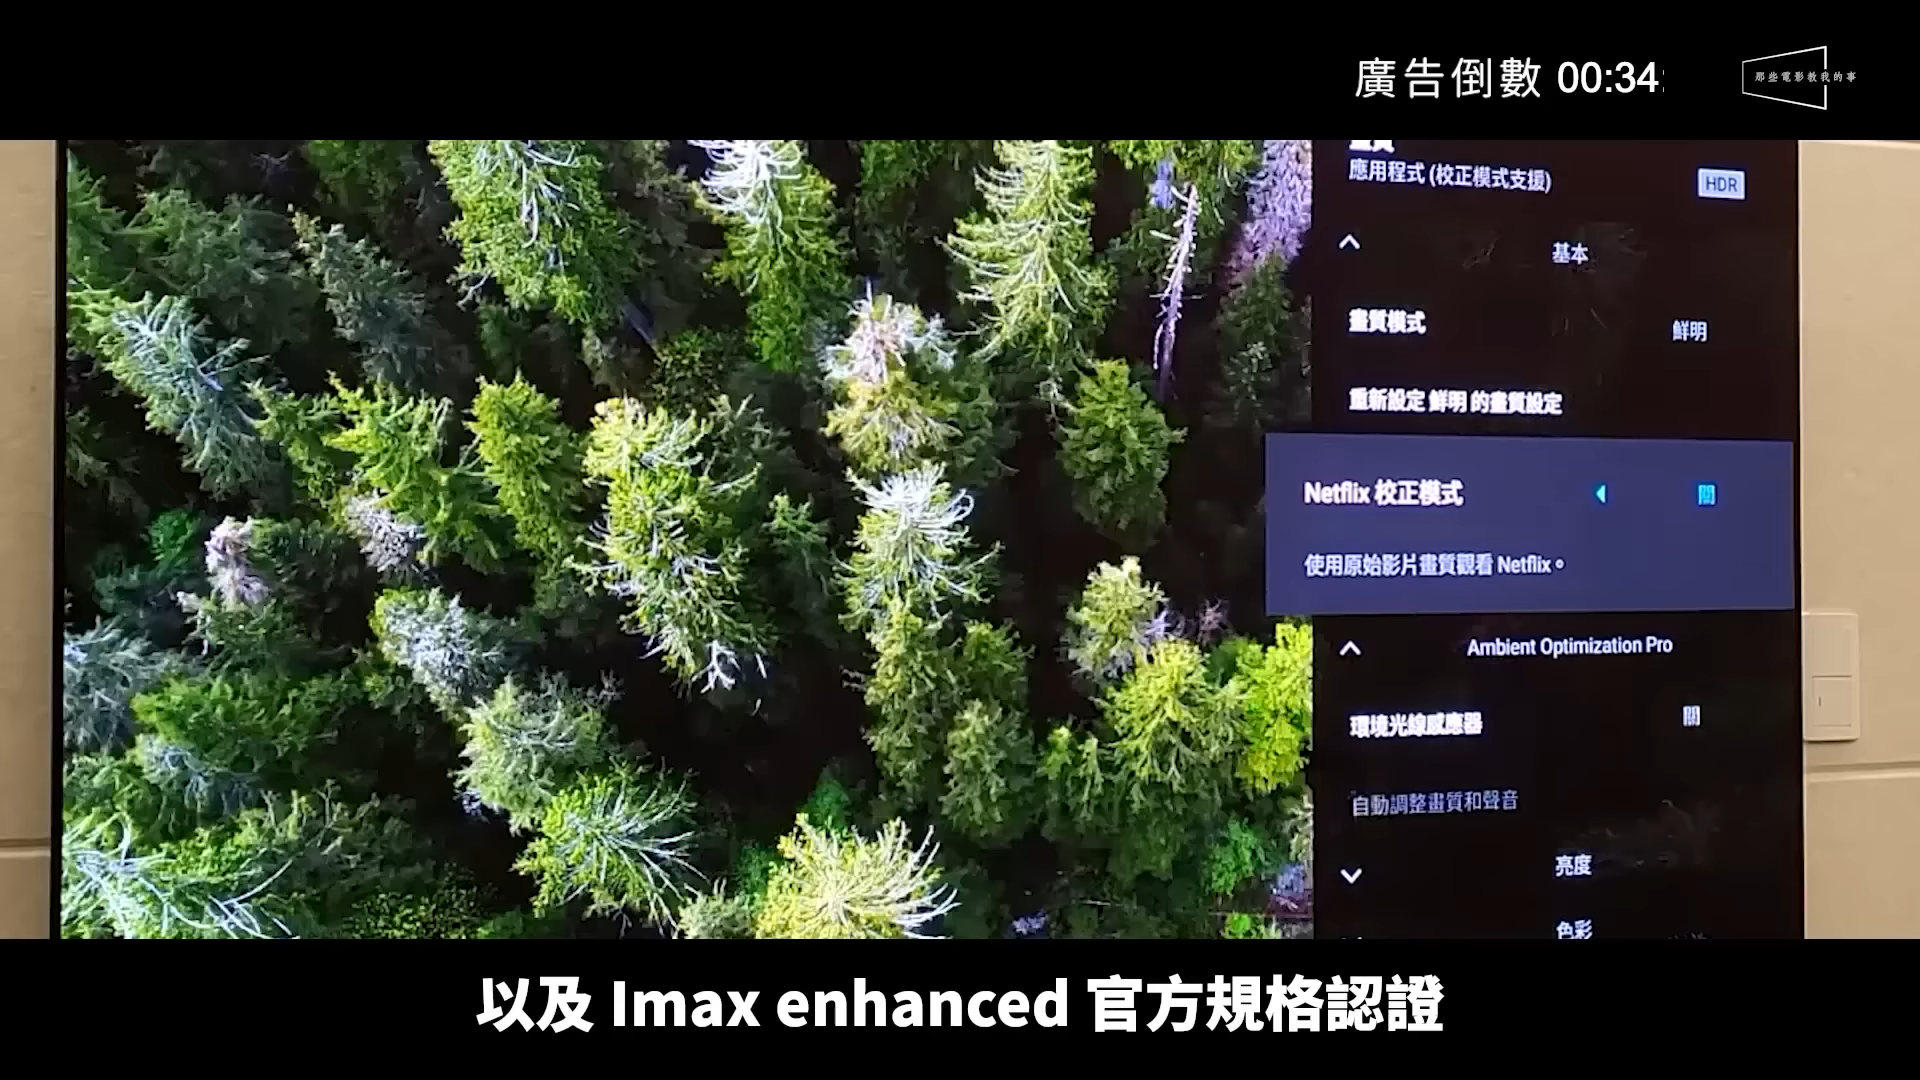 廣告倒數 00:34
那些電影教我的事
應用程式 (校正模式支援)
HDR
基本
畫質模式
鮮明
重新設定 鮮明 的畫質設定
Netflix 校正模式
關
使用原始影片畫質觀看 Netflix。
Ambient Optimization Pro
環境光線感應器
關
自動調整畫質和聲音
亮度
色彩
以及 Imax enhanced 官方規格認證